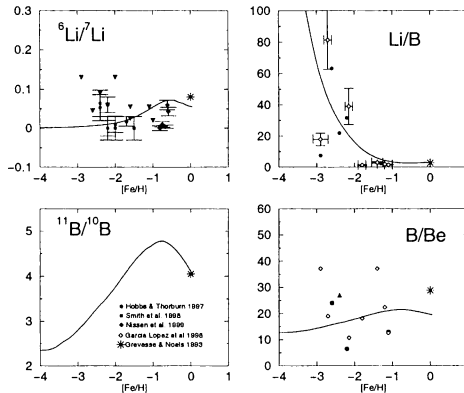 ⁶Li/⁷Li
0.3
0.2
0.1
0
-0.1
-4 -3 -2 -1 0 1
[Fe/H]
Li/B
100
80
60
40
20
0
-4 -3 -2 -1 0 1
[Fe/H]
¹¹B/¹⁰B
5
4
3
2
-4 -3 -2 -1 0 1
[Fe/H]
Hobbs & Thorburn 1997
Smith et al. 1998
Nissen et al. 1999
Garcia Lopez et al 1998
Grevesse & Noels 1993
B/Be
60
50
40
30
20
10
0
-4 -3 -2 -1 0 1
[Fe/H]